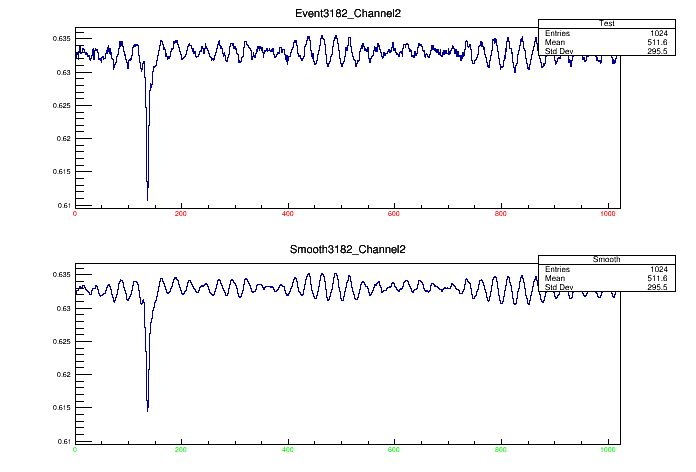 Event3182_Channel2
Test
Entries 1024
Mean 511.6
Std Dev 295.5
0.635
0.63
0.625
0.62
0.615
0.61
0 200 400 600 800 1000
Smooth3182_Channel2
Smooth
Entries 1024
Mean 511.6
Std Dev 295.5
0.635
0.63
0.625
0.62
0.615
0.61
0 200 400 600 800 1000